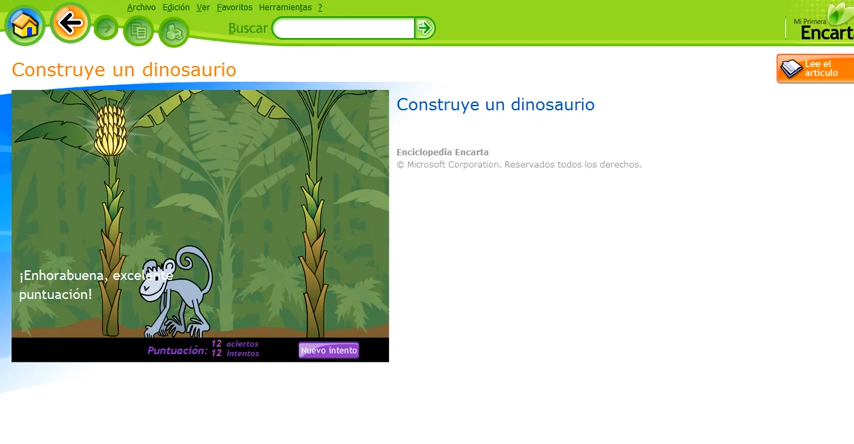 Archivo Edición Ver Favoritos Herramientas ?
Buscar
Mi Primera
Encarta
Construye un dinosaurio
Lee el
artículo
Construye un dinosaurio
Enciclopedia Encarta
© Microsoft Corporation. Reservados todos los derechos.
¡Enhorabuena, excelente
puntuación!
Puntuación: 12 aciertos
12 intentos
Nuevo intento